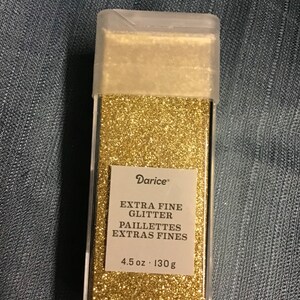 Darice®
EXTRA FINE
GLITTER
PAILLETTES
EXTRAS FINES
4.5 oz · 130 g